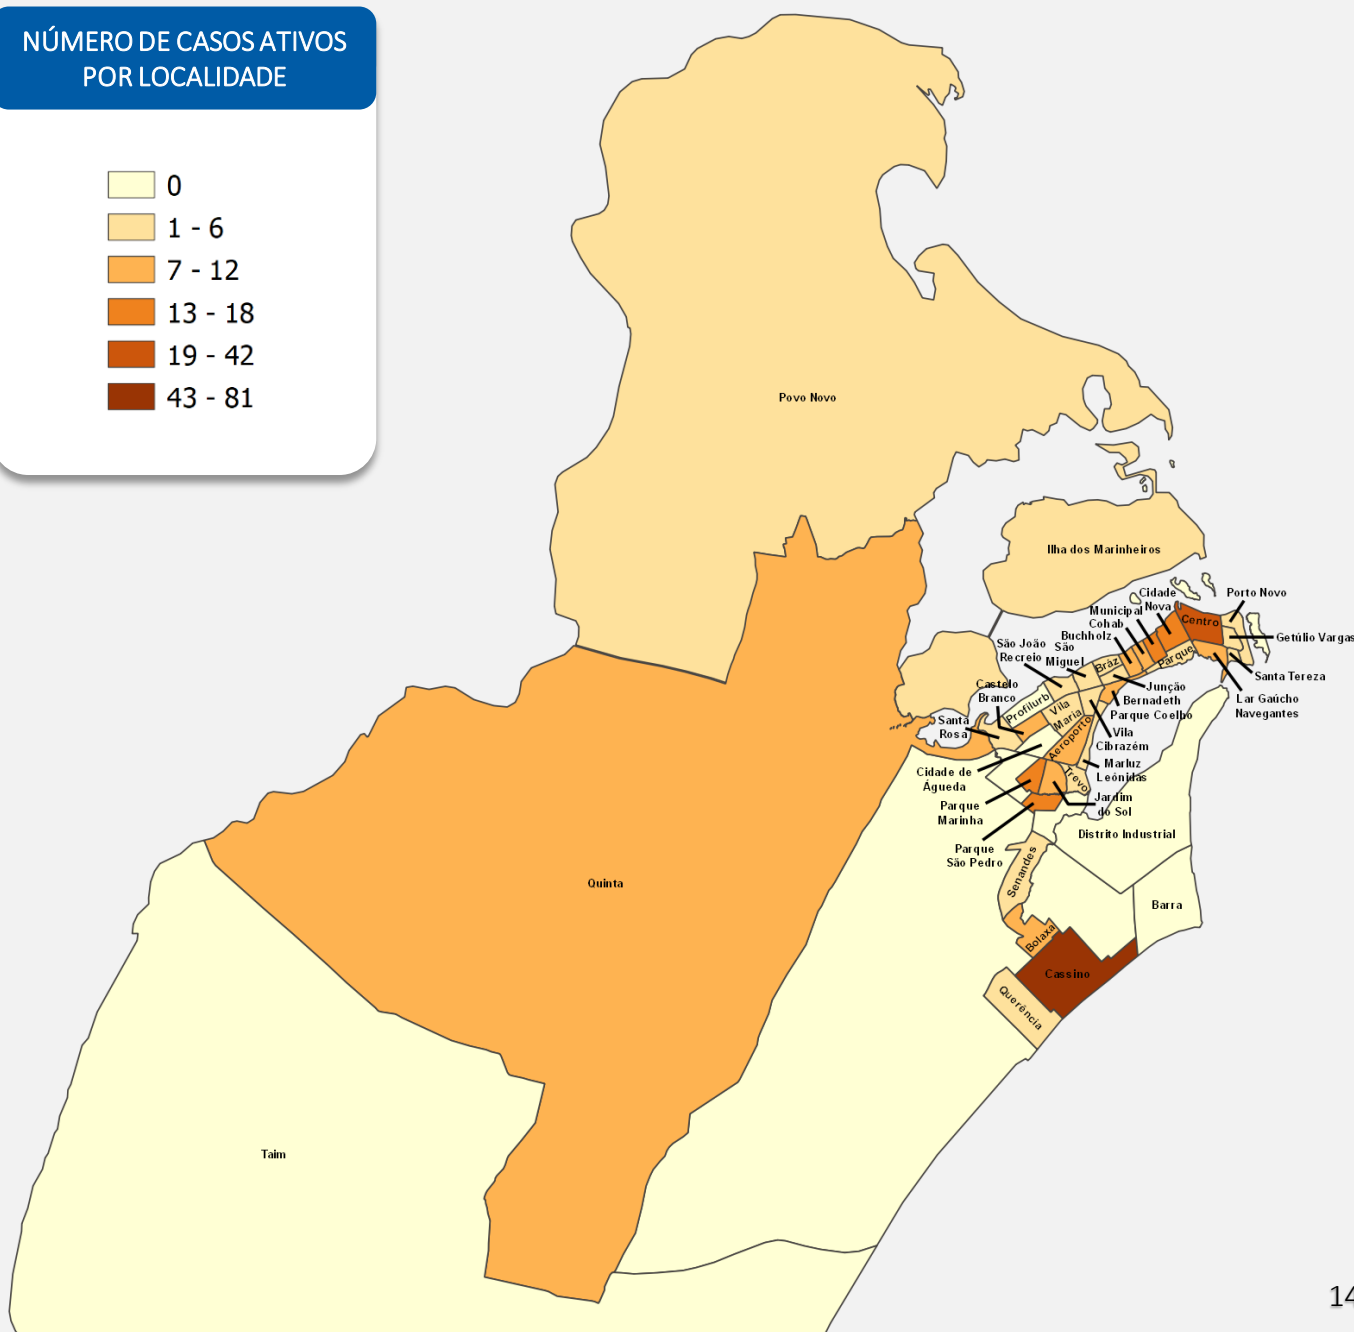 NÚMERO DE CASOS ATIVOS
POR LOCALIDADE
0
1 - 6
7 - 12
13 - 18
19 - 42
43 - 81
Povo Novo
Ilha dos Marinheiros
Cidade
Nova
Porto Novo
Municipal
Cohab
Buchholz
Centro
Getúlio Vargas
São João
Recreio
São
Miguel
Bráz
Parque
Santa Tereza
Junção
Lar Gaúcho
Navegantes
Castelo
Branco
Profilurb
Vila
Maria
Bernadeth
Parque Coelho
Santa
Rosa
Aeroporto
Vila
Cibrazém
Marluz
Leónidas
Cidade de
Águeda
Trevo
Parque
Marinha
Jardim
do Sol
Distrito Industrial
Parque
São Pedro
Senandes
Quinta
Barra
Bolaxa
Cassino
Querência
Taim
14